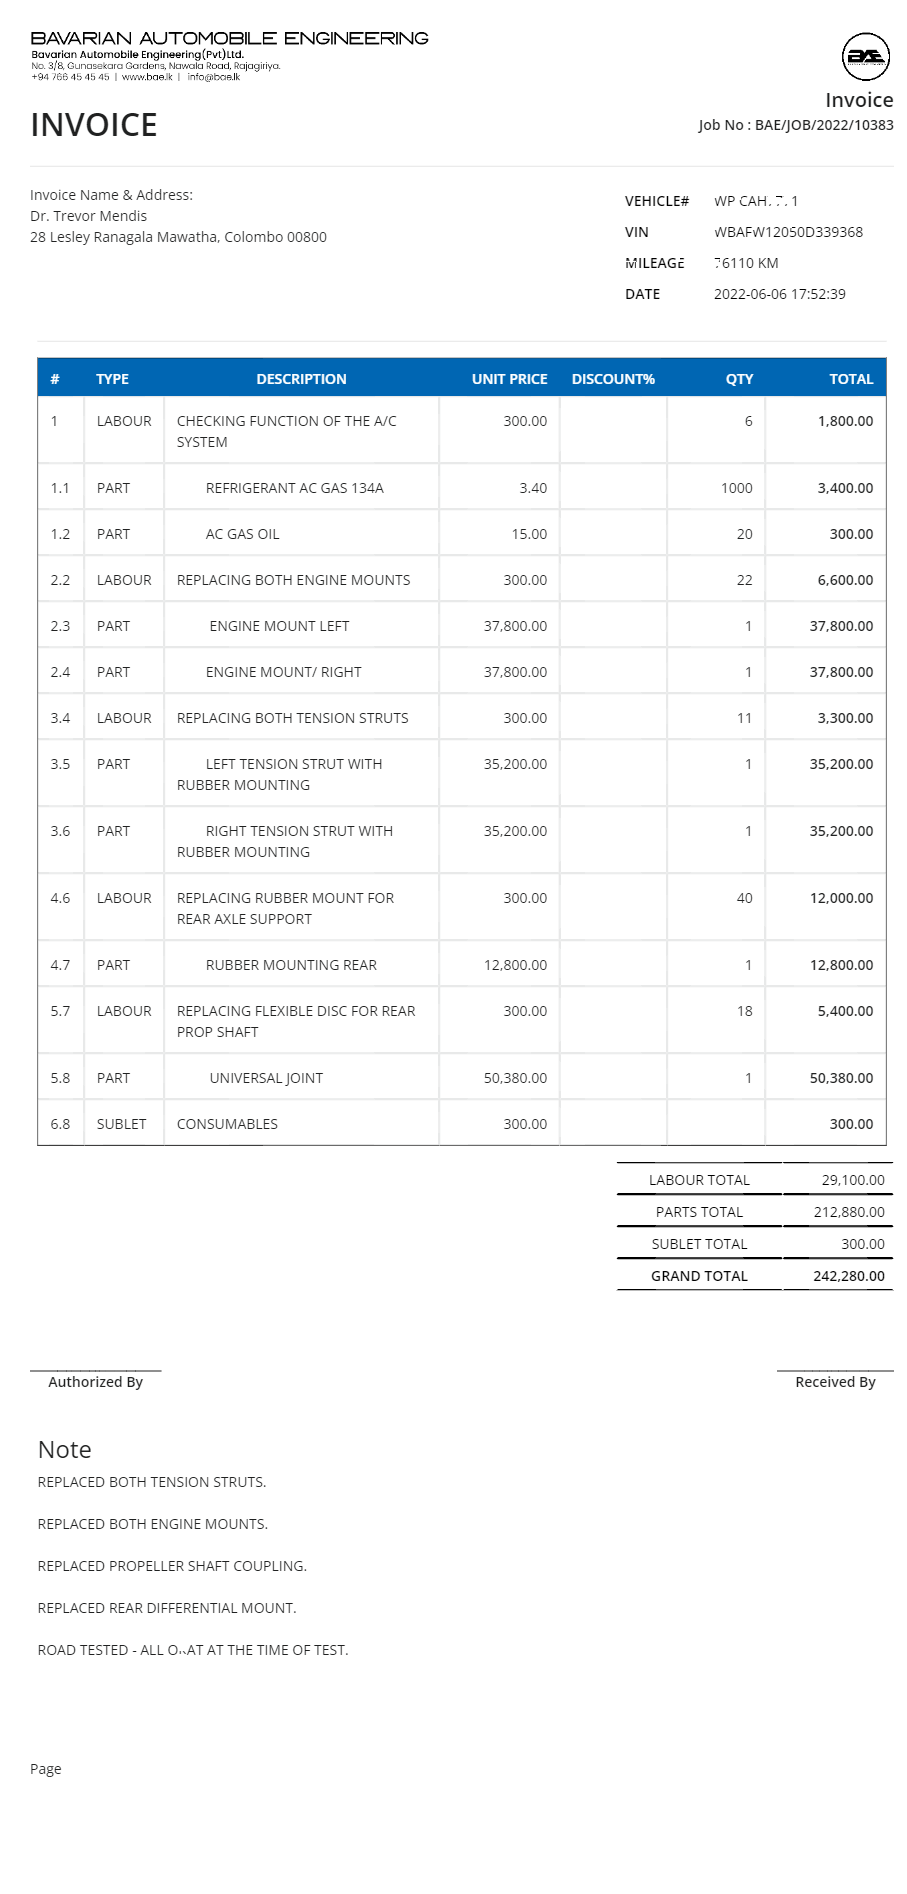 BAVARIAN AUTOMOBILE ENGINEERING
Bavarian Automobile Engineering(Pvt)Ltd.
No. 3/8, Gunasekara Gardens, Nawala Road, Rajagiriya.
+94 766 45 45 45 | www.bae.lk | info@bae.lk
BAE
Invoice
INVOICE
Job No : BAE/JOB/2022/10383
Invoice Name & Address:
Dr. Trevor Mendis
28 Lesley Ranagala Mawatha, Colombo 00800
VEHICLE# WP CAH
VIN WBAFW12050D339368
MILEAGE 76110 KM
DATE 2022-06-06 17:52:39
# TYPE DESCRIPTION UNIT PRICE DISCOUNT% QTY TOTAL
1 LABOUR CHECKING FUNCTION OF THE A/C 300.00 6 1,800.00
SYSTEM
1.1 PART REFRIGERANT AC GAS 134A 3.40 1000 3,400.00
1.2 PART AC GAS OIL 15.00 20 300.00
2.2 LABOUR REPLACING BOTH ENGINE MOUNTS 300.00 22 6,600.00
2.3 PART ENGINE MOUNT LEFT 37,800.00 1 37,800.00
2.4 PART ENGINE MOUNT/ RIGHT 37,800.00 1 37,800.00
3.4 LABOUR REPLACING BOTH TENSION STRUTS 300.00 11 3,300.00
3.5 PART LEFT TENSION STRUT WITH 35,200.00 1 35,200.00
RUBBER MOUNTING
3.6 PART RIGHT TENSION STRUT WITH 35,200.00 1 35,200.00
RUBBER MOUNTING
4.6 LABOUR REPLACING RUBBER MOUNT FOR 300.00 40 12,000.00
REAR AXLE SUPPORT
4.7 PART RUBBER MOUNTING REAR 12,800.00 1 12,800.00
5.7 LABOUR REPLACING FLEXIBLE DISC FOR REAR 300.00 18 5,400.00
PROP SHAFT
5.8 PART UNIVERSAL JOINT 50,380.00 1 50,380.00
6.8 SUBLET CONSUMABLES 300.00 300.00
LABOUR TOTAL 29,100.00
PARTS TOTAL 212,880.00
SUBLET TOTAL 300.00
GRAND TOTAL 242,280.00
Authorized By Received By
Note
REPLACED BOTH TENSION STRUTS.
REPLACED BOTH ENGINE MOUNTS.
REPLACED PROPELLER SHAFT COUPLING.
REPLACED REAR DIFFERENTIAL MOUNT.
ROAD TESTED - ALL AT THE TIME OF TEST.
Page